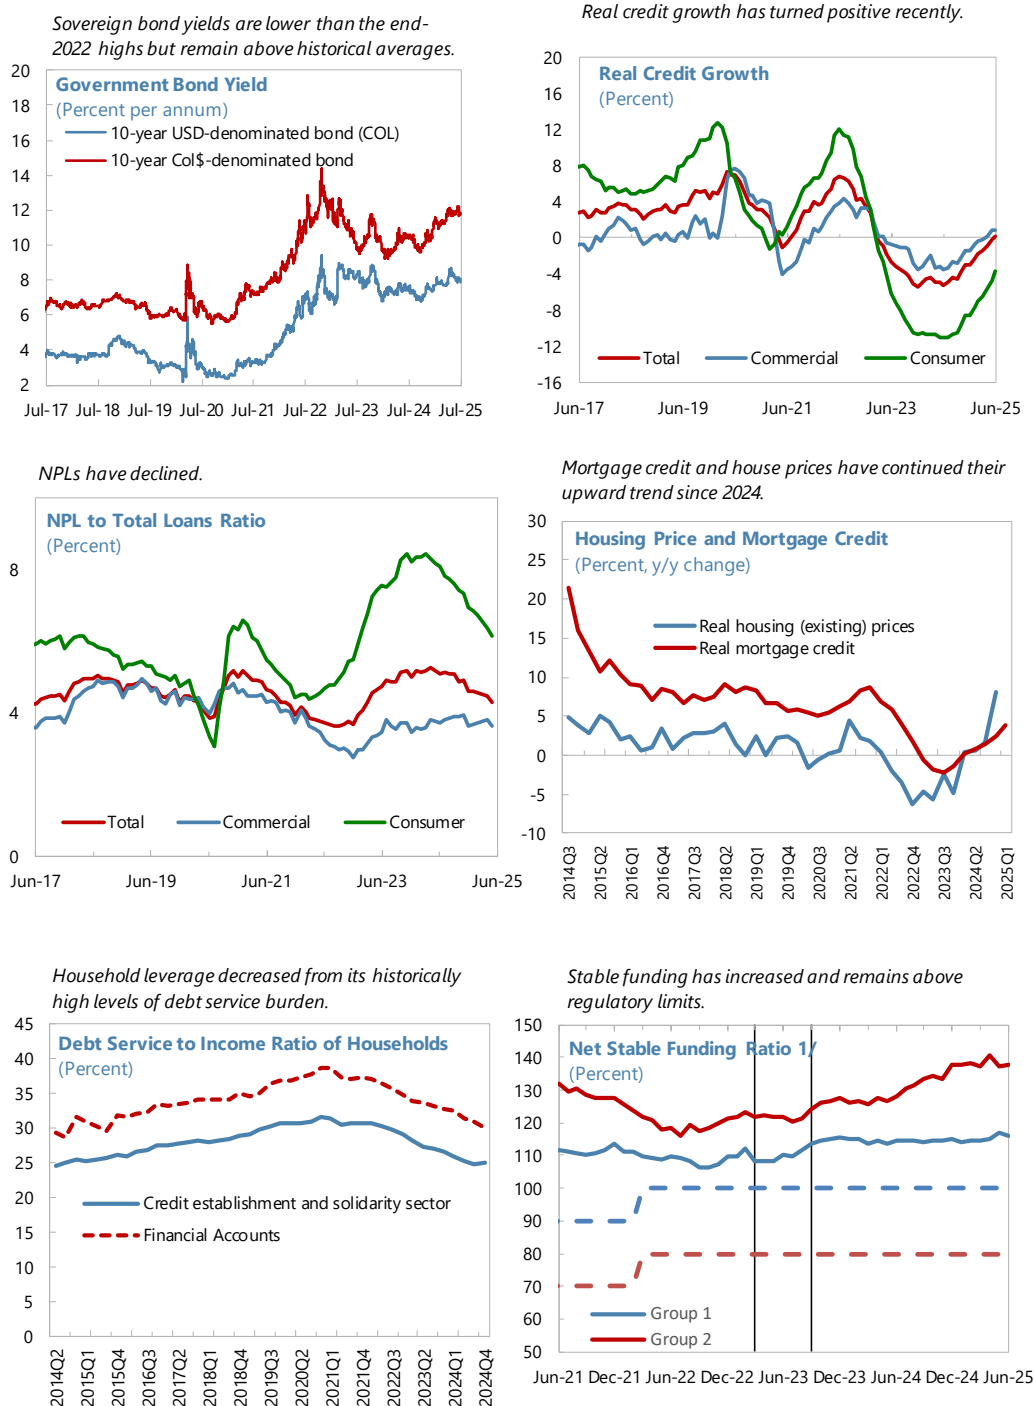 Sovereign bond yields are lower than the end-
2022 highs but remain above historical averages.
20
18
16
14
12
10
8
6
4
2
Government Bond Yield
(Percent per annum)
10-year USD-denominated bond (COL)
10-year Col$-denominated bond
Jul-17 Jul-18 Jul-19 Jul-20 Jul-21 Jul-22 Jul-23 Jul-24 Jul-25
Real credit growth has turned positive recently.
20
16
12
8
4
0
-4
-8
-12
-16
Real Credit Growth
(Percent)
Total Commercial Consumer
Jun-17 Jun-19 Jun-21 Jun-23 Jun-25
NPLs have declined.
8
4
0
NPL to Total Loans Ratio
(Percent)
Total Commercial Consumer
Jun-17 Jun-19 Jun-21 Jun-23 Jun-25
Mortgage credit and house prices have continued their
upward trend since 2024.
30
25
20
15
10
5
0
-5
-10
Housing Price and Mortgage Credit
(Percent, y/y change)
Real housing (existing) prices
Real mortgage credit
2014Q3 2015Q2 2016Q1 2016Q4 2017Q3 2018Q2 2019Q1 2019Q4 2020Q3 2021Q2 2022Q1 2022Q4 2023Q3 2024Q2 2025Q1
Household leverage decreased from its historically
high levels of debt service burden.
45
40
35
30
25
20
15
10
5
0
Debt Service to Income Ratio of Households
(Percent)
Credit establishment and solidarity sector
Financial Accounts
2014Q2 2015Q1 2015Q4 2016Q3 2017Q2 2018Q1 2018Q4 2019Q3 2020Q2 2021Q1 2021Q4 2022Q3 2023Q2 2024Q1 2024Q4
Stable funding has increased and remains above
regulatory limits.
150
140
130
120
110
100
90
80
70
60
50
Net Stable Funding Ratio 1/
(Percent)
Group 1
Group 2
Jun-21 Dec-21 Jun-22 Dec-22 Jun-23 Dec-23 Jun-24 Dec-24 Jun-25